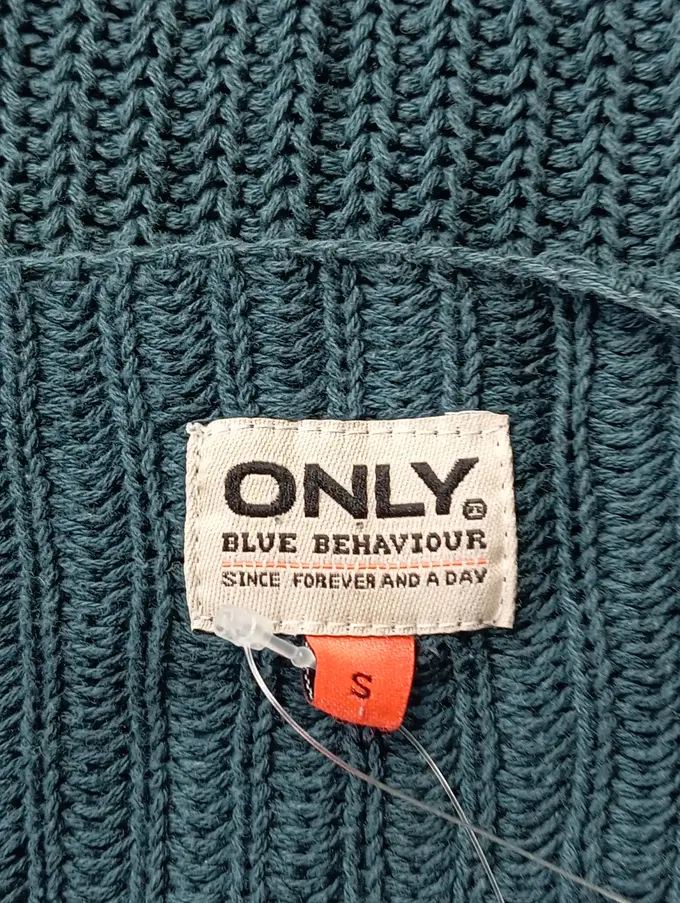 ONLY®
BLUE BEHAVIOUR
SINCE FOREVER AND A DAY
S